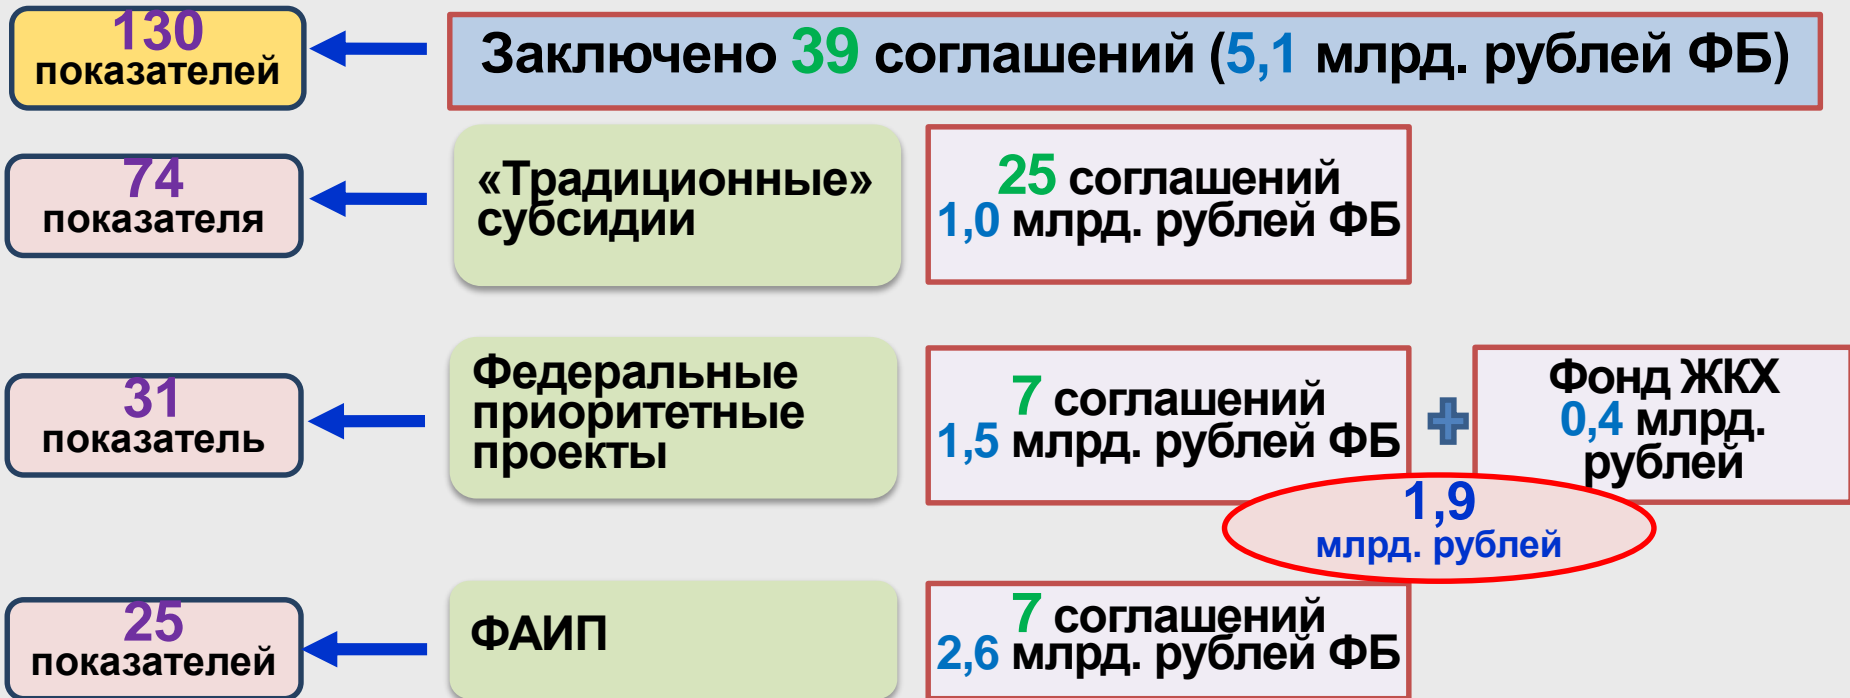 130
показателей
Заключено 39 соглашений (5,1 млрд. рублей ФБ)
74
показателя
«Традиционные»
субсидии
25 соглашений
1,0 млрд. рублей ФБ
31
показатель
Федеральные
приоритетные
проекты
7 соглашений
1,5 млрд. рублей ФБ
Фонд ЖКХ
0,4 млрд.
рублей
1,9
млрд. рублей
25
показателей
ФАИП
7 соглашений
2,6 млрд. рублей ФБ